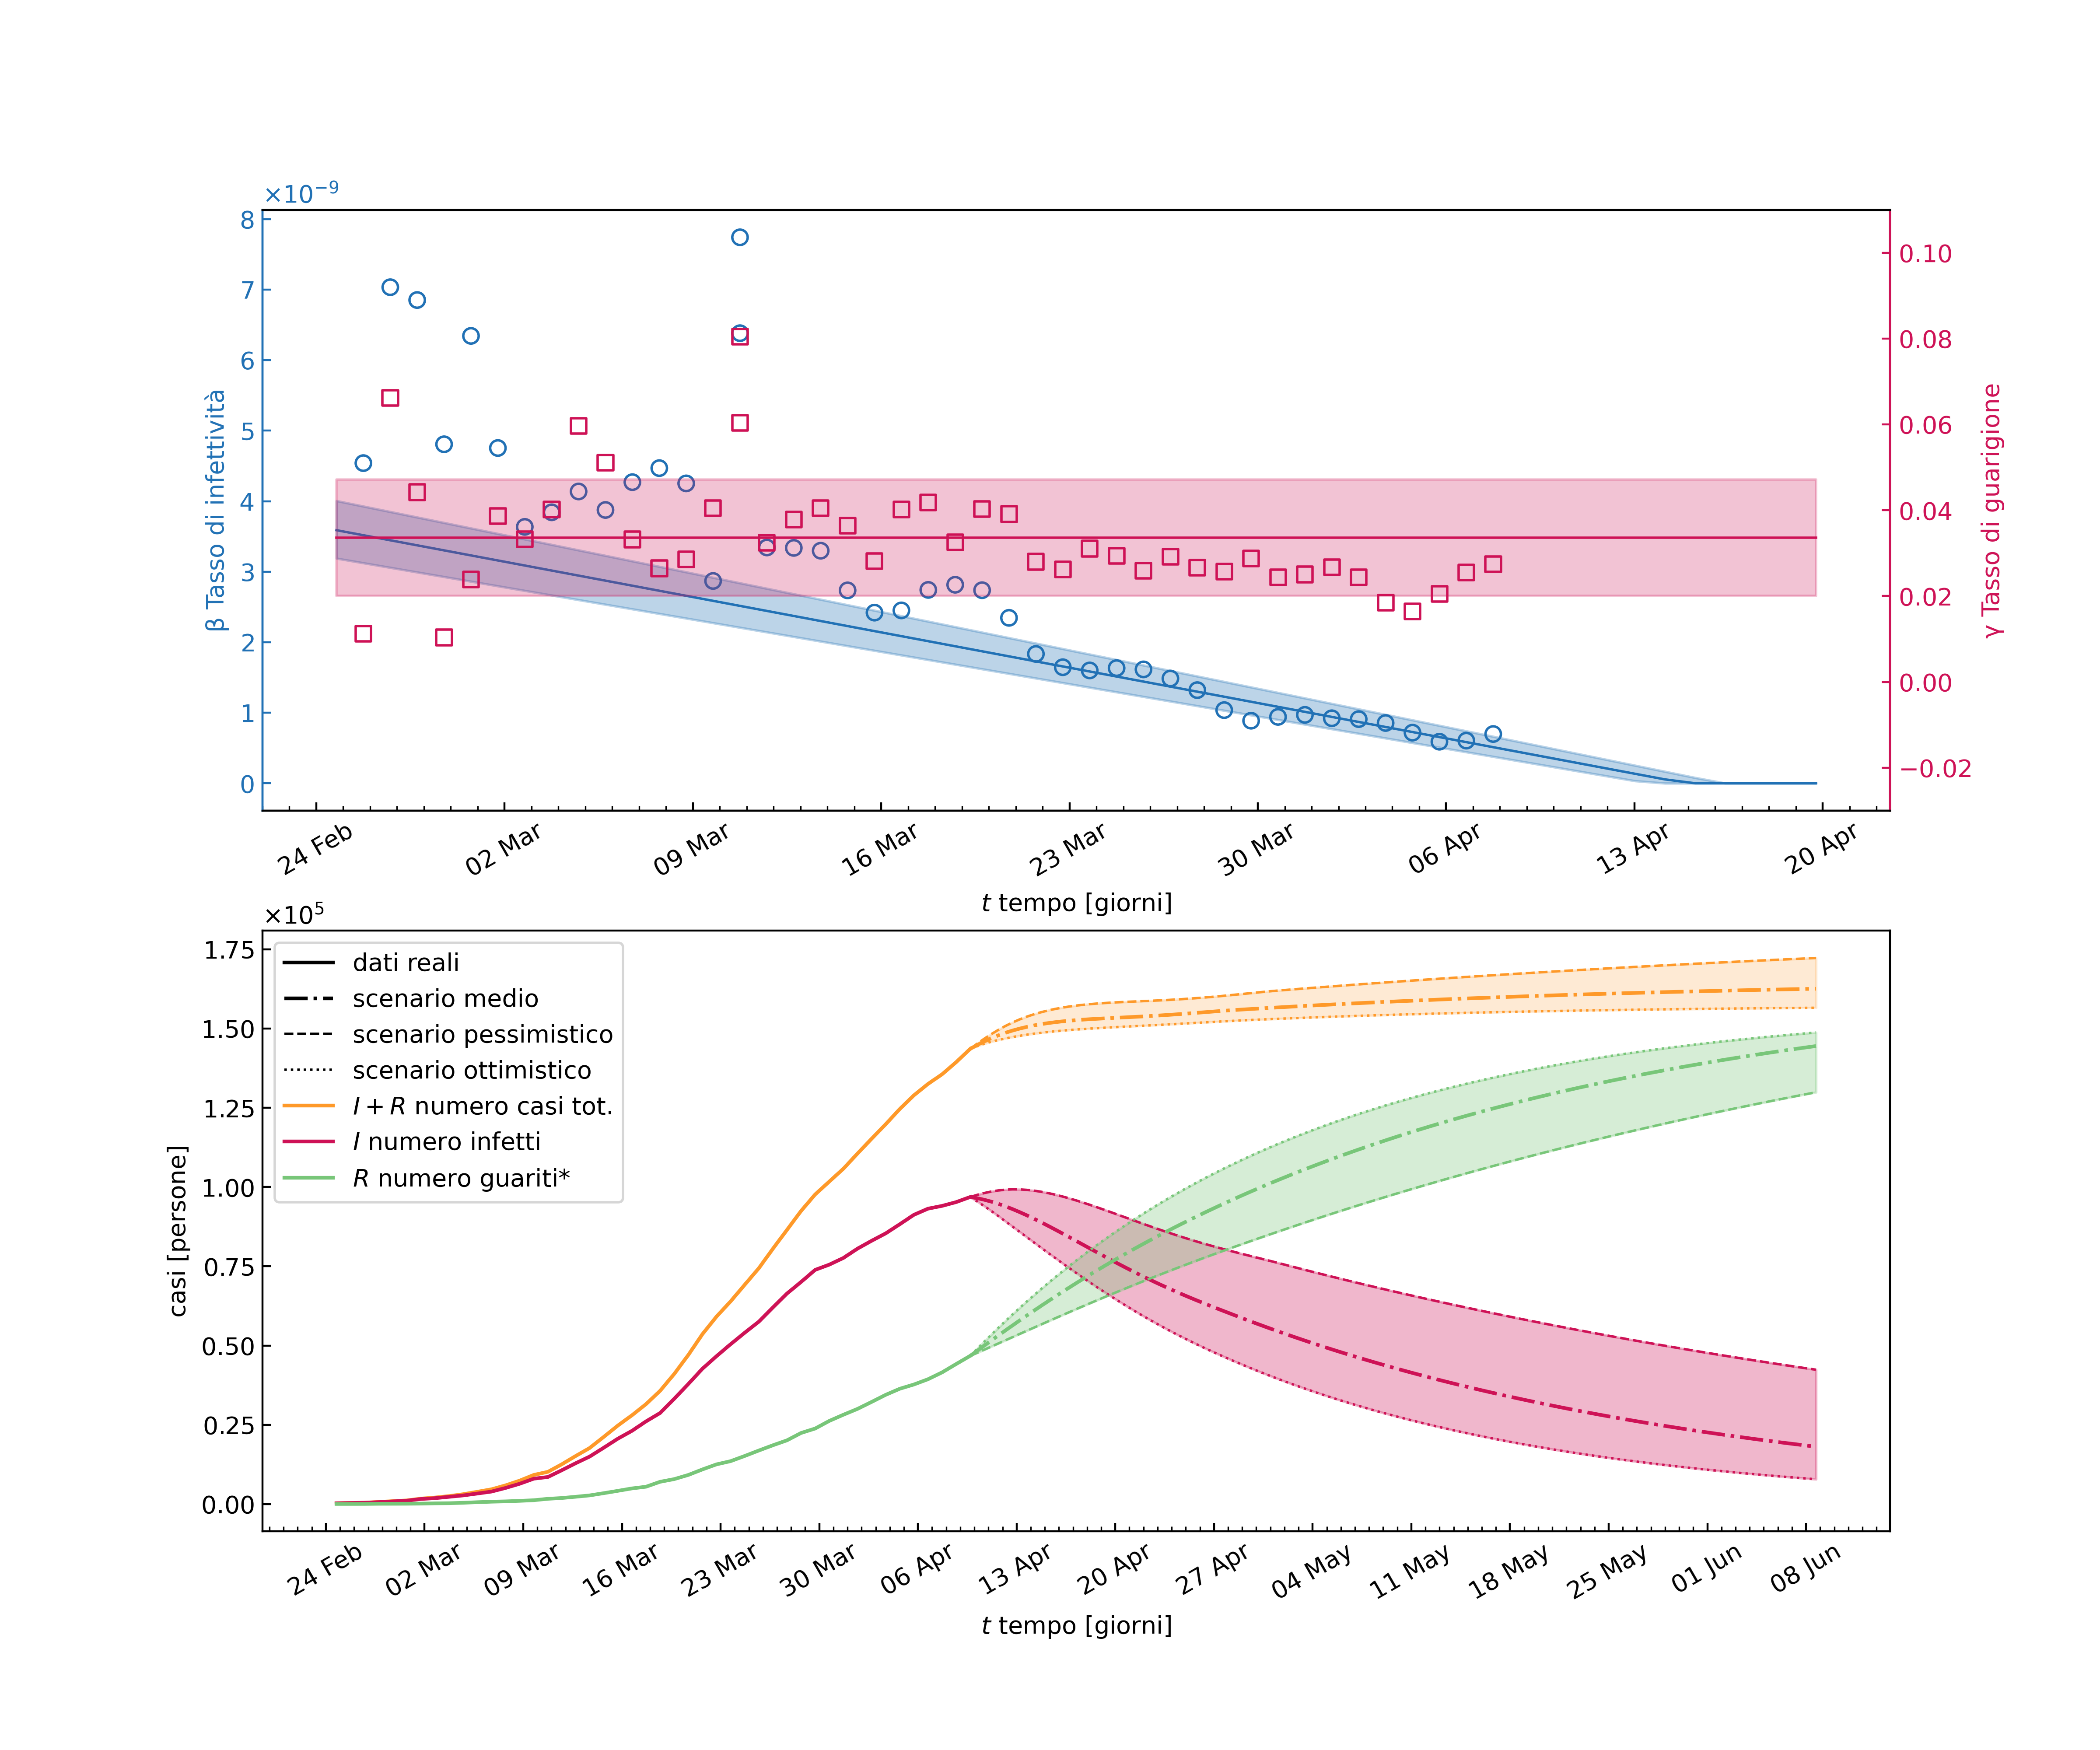 ×10⁻⁹
8
7
6
5
4
3
2
1
0
β Tasso di infettività
0.10
0.08
0.06
0.04
0.02
0.00
−0.02
γ Tasso di guarigione
24 Feb
02 Mar
09 Mar
16 Mar
23 Mar
30 Mar
06 Apr
13 Apr
20 Apr
t tempo [giorni]
×10⁵
1.75
1.50
1.25
1.00
0.75
0.50
0.25
0.00
casi [persone]
dati reali
scenario medio
scenario pessimistico
scenario ottimistico
I + R numero casi tot.
I numero infetti
R numero guariti*
24 Feb
02 Mar
09 Mar
16 Mar
23 Mar
30 Mar
06 Apr
13 Apr
20 Apr
27 Apr
04 May
11 May
18 May
25 May
01 Jun
08 Jun
t tempo [giorni]